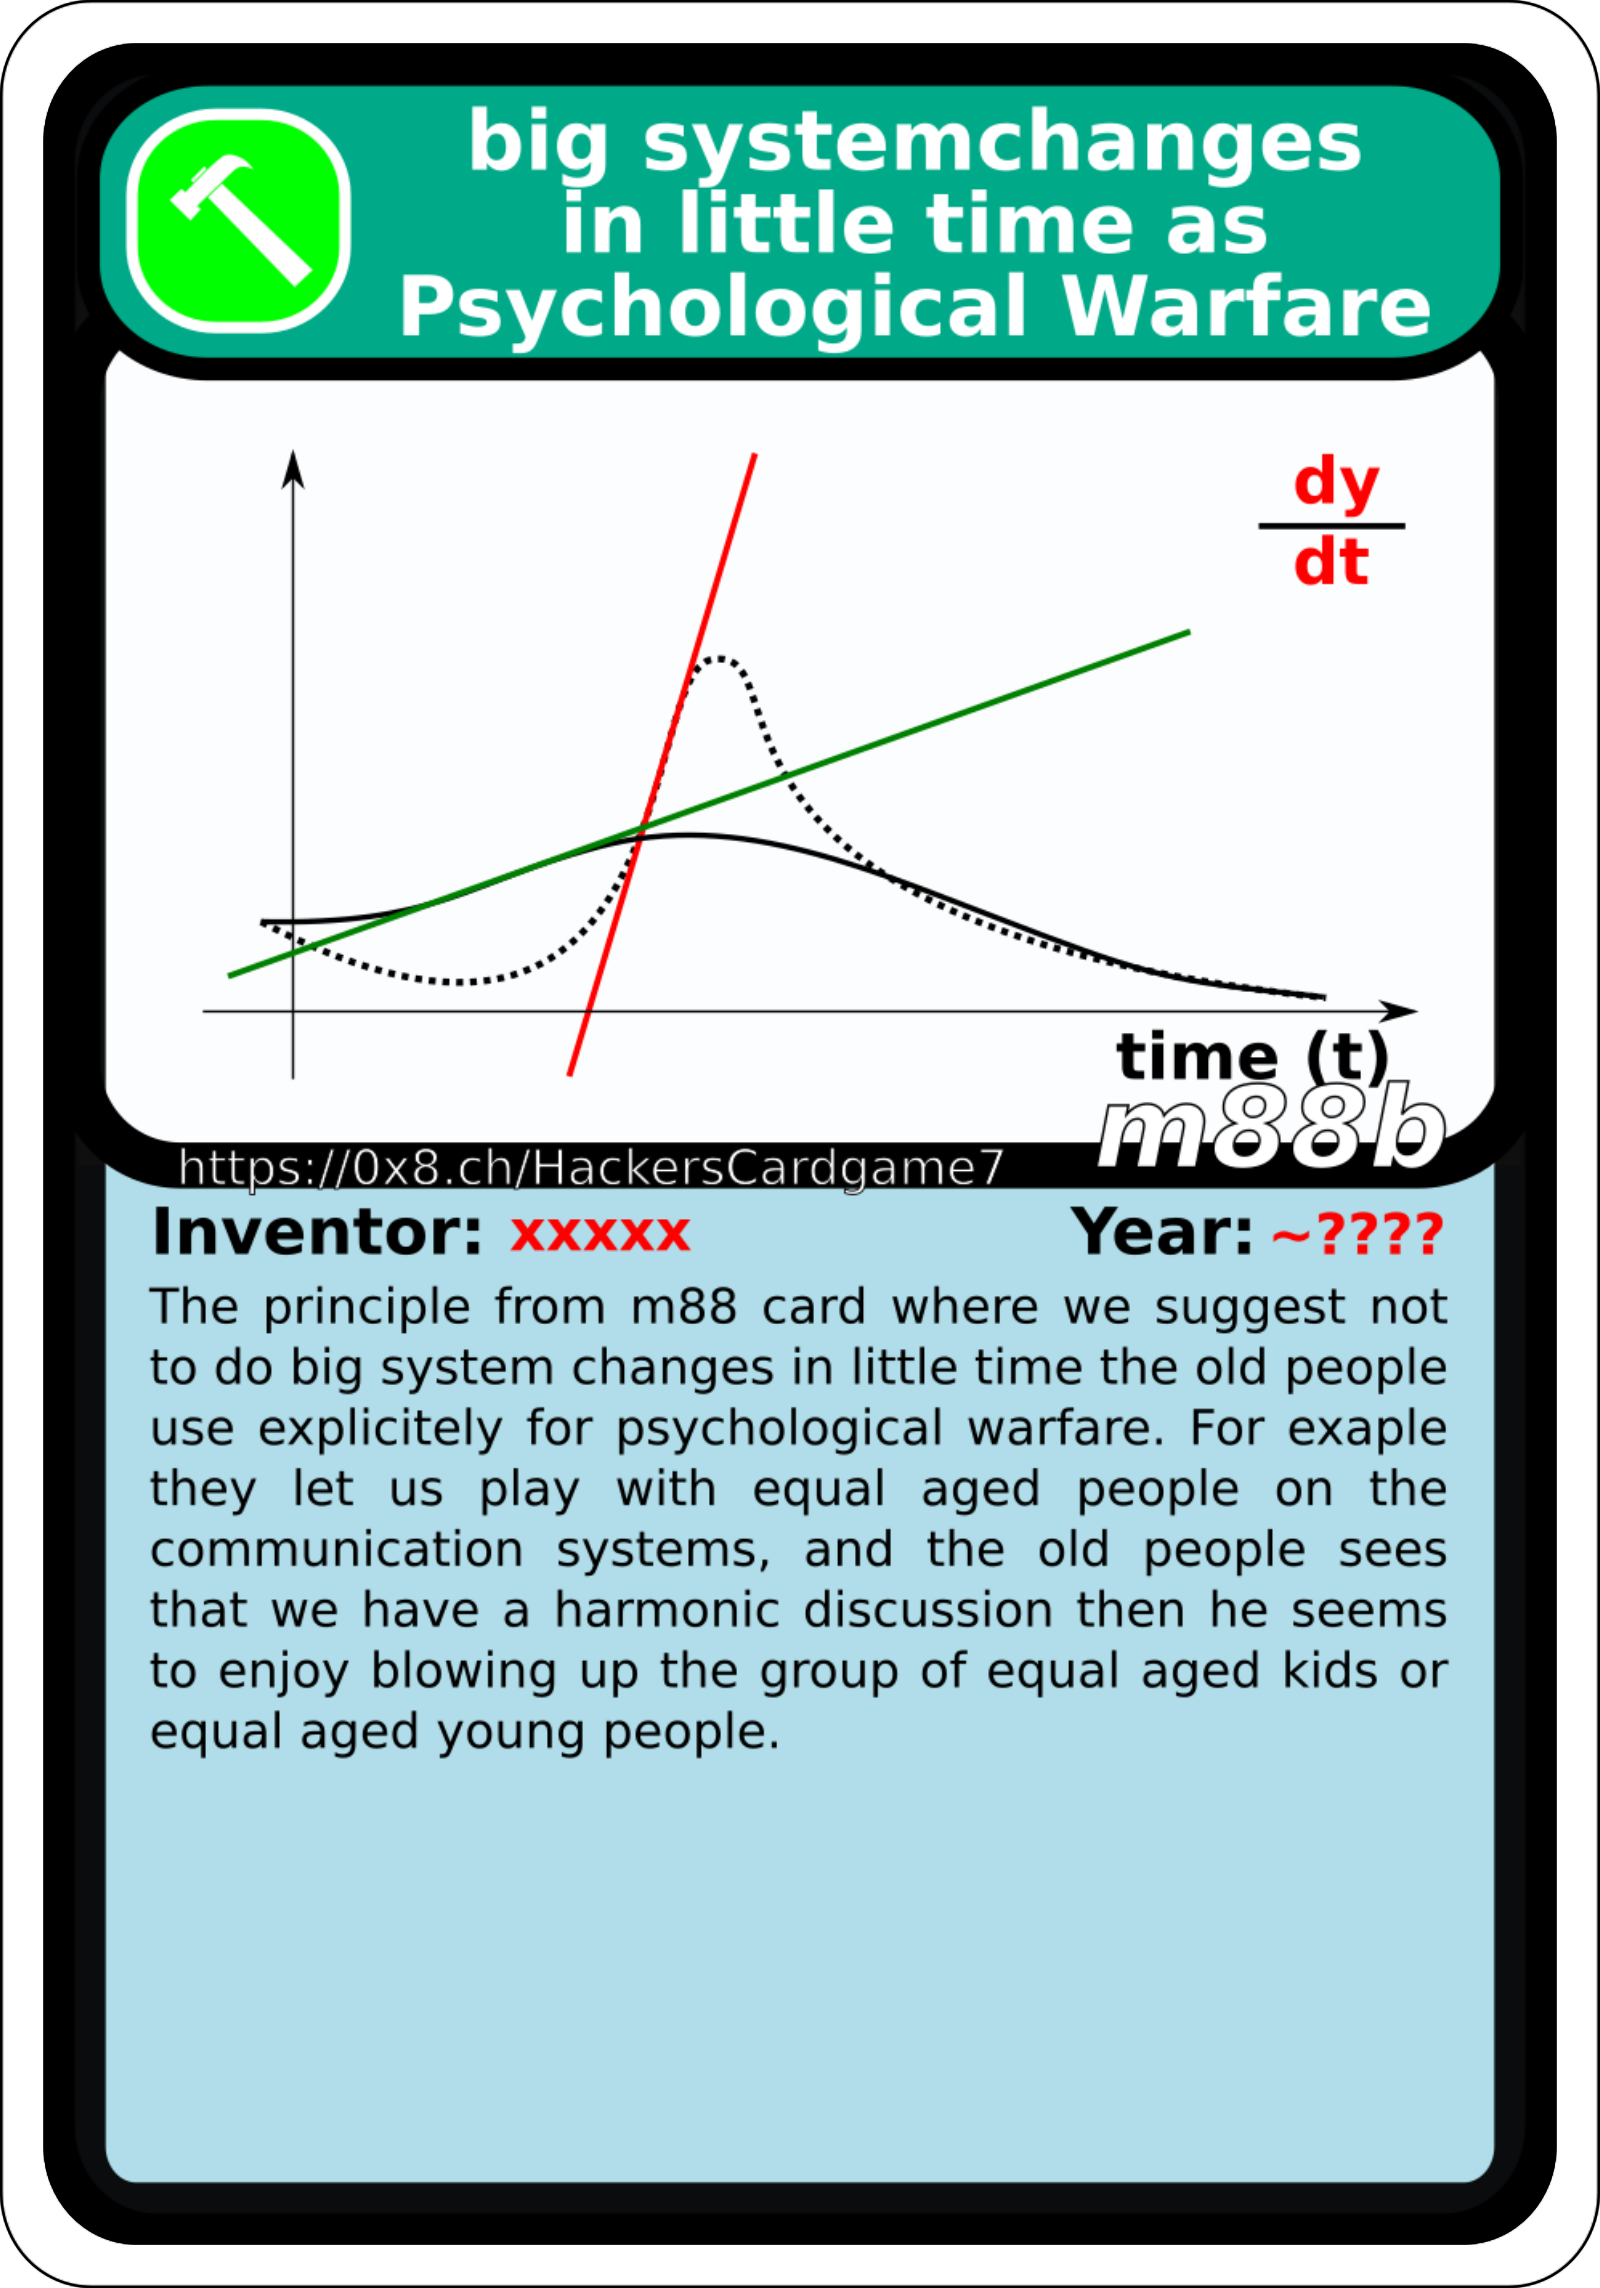 big systemchanges
in little time as
Psychological Warfare
dy
dt
time (t)
m88b
https://0x8.ch/HackersCardgame7
Inventor: xxxxx
Year: ~????
The principle from m88 card where we suggest not
to do big system changes in little time the old people
use explicitely for psychological warfare. For exaple
they let us play with equal aged people on the
communication systems, and the old people sees
that we have a harmonic discussion then he seems
to enjoy blowing up the group of equal aged kids or
equal aged young people.